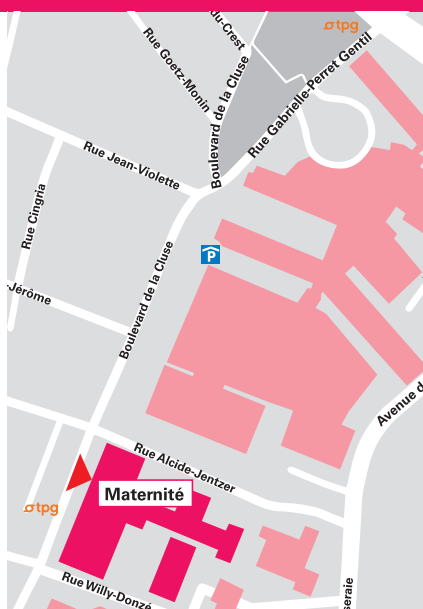 du-Crest
tpg
Rue Goetz-Monin
Boulevard de la Cluse
Rue Gabrielle-Perret Gentil
Rue Jean-Violette
Rue Cingria
P
Boulevard de la Cluse
-Jérôme
Avenue d
Rue Alcide-Jentzer
Maternité
tpg
Rue Willy-Donzé
seraie